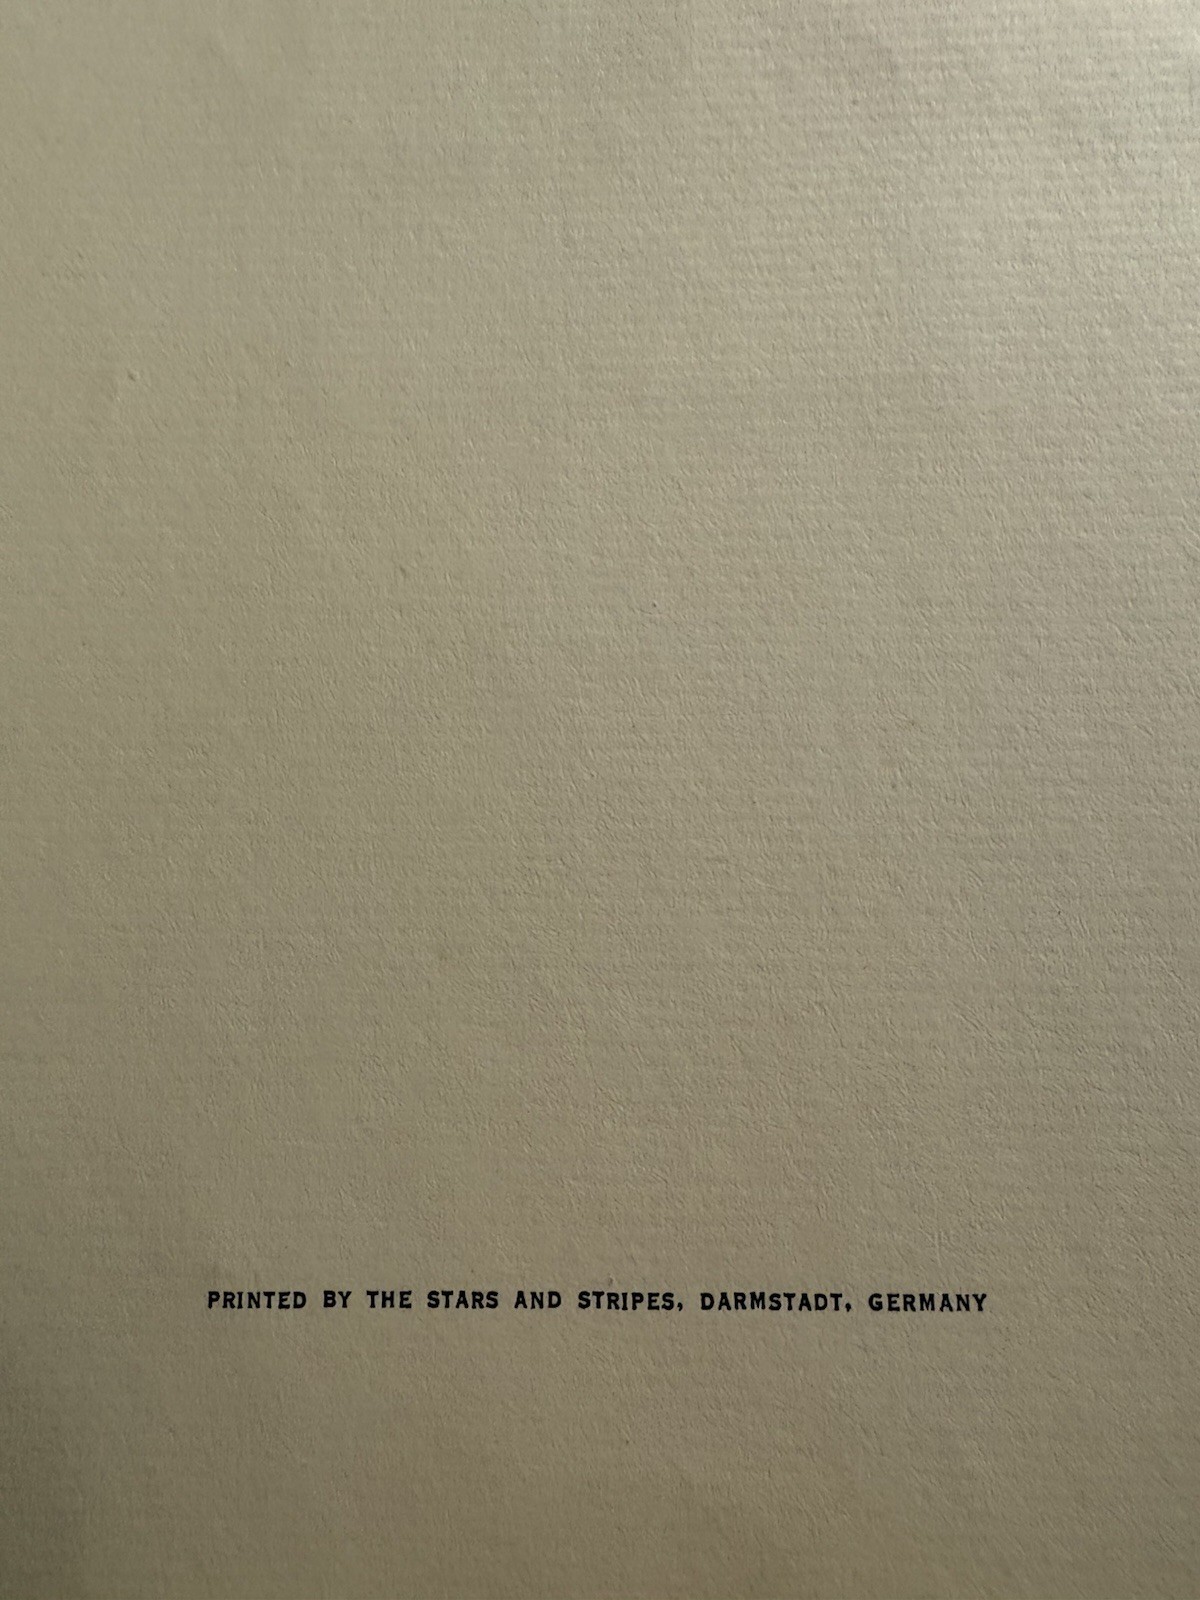 PRINTED BY THE STARS AND STRIPES, DARMSTADT, GERMANY